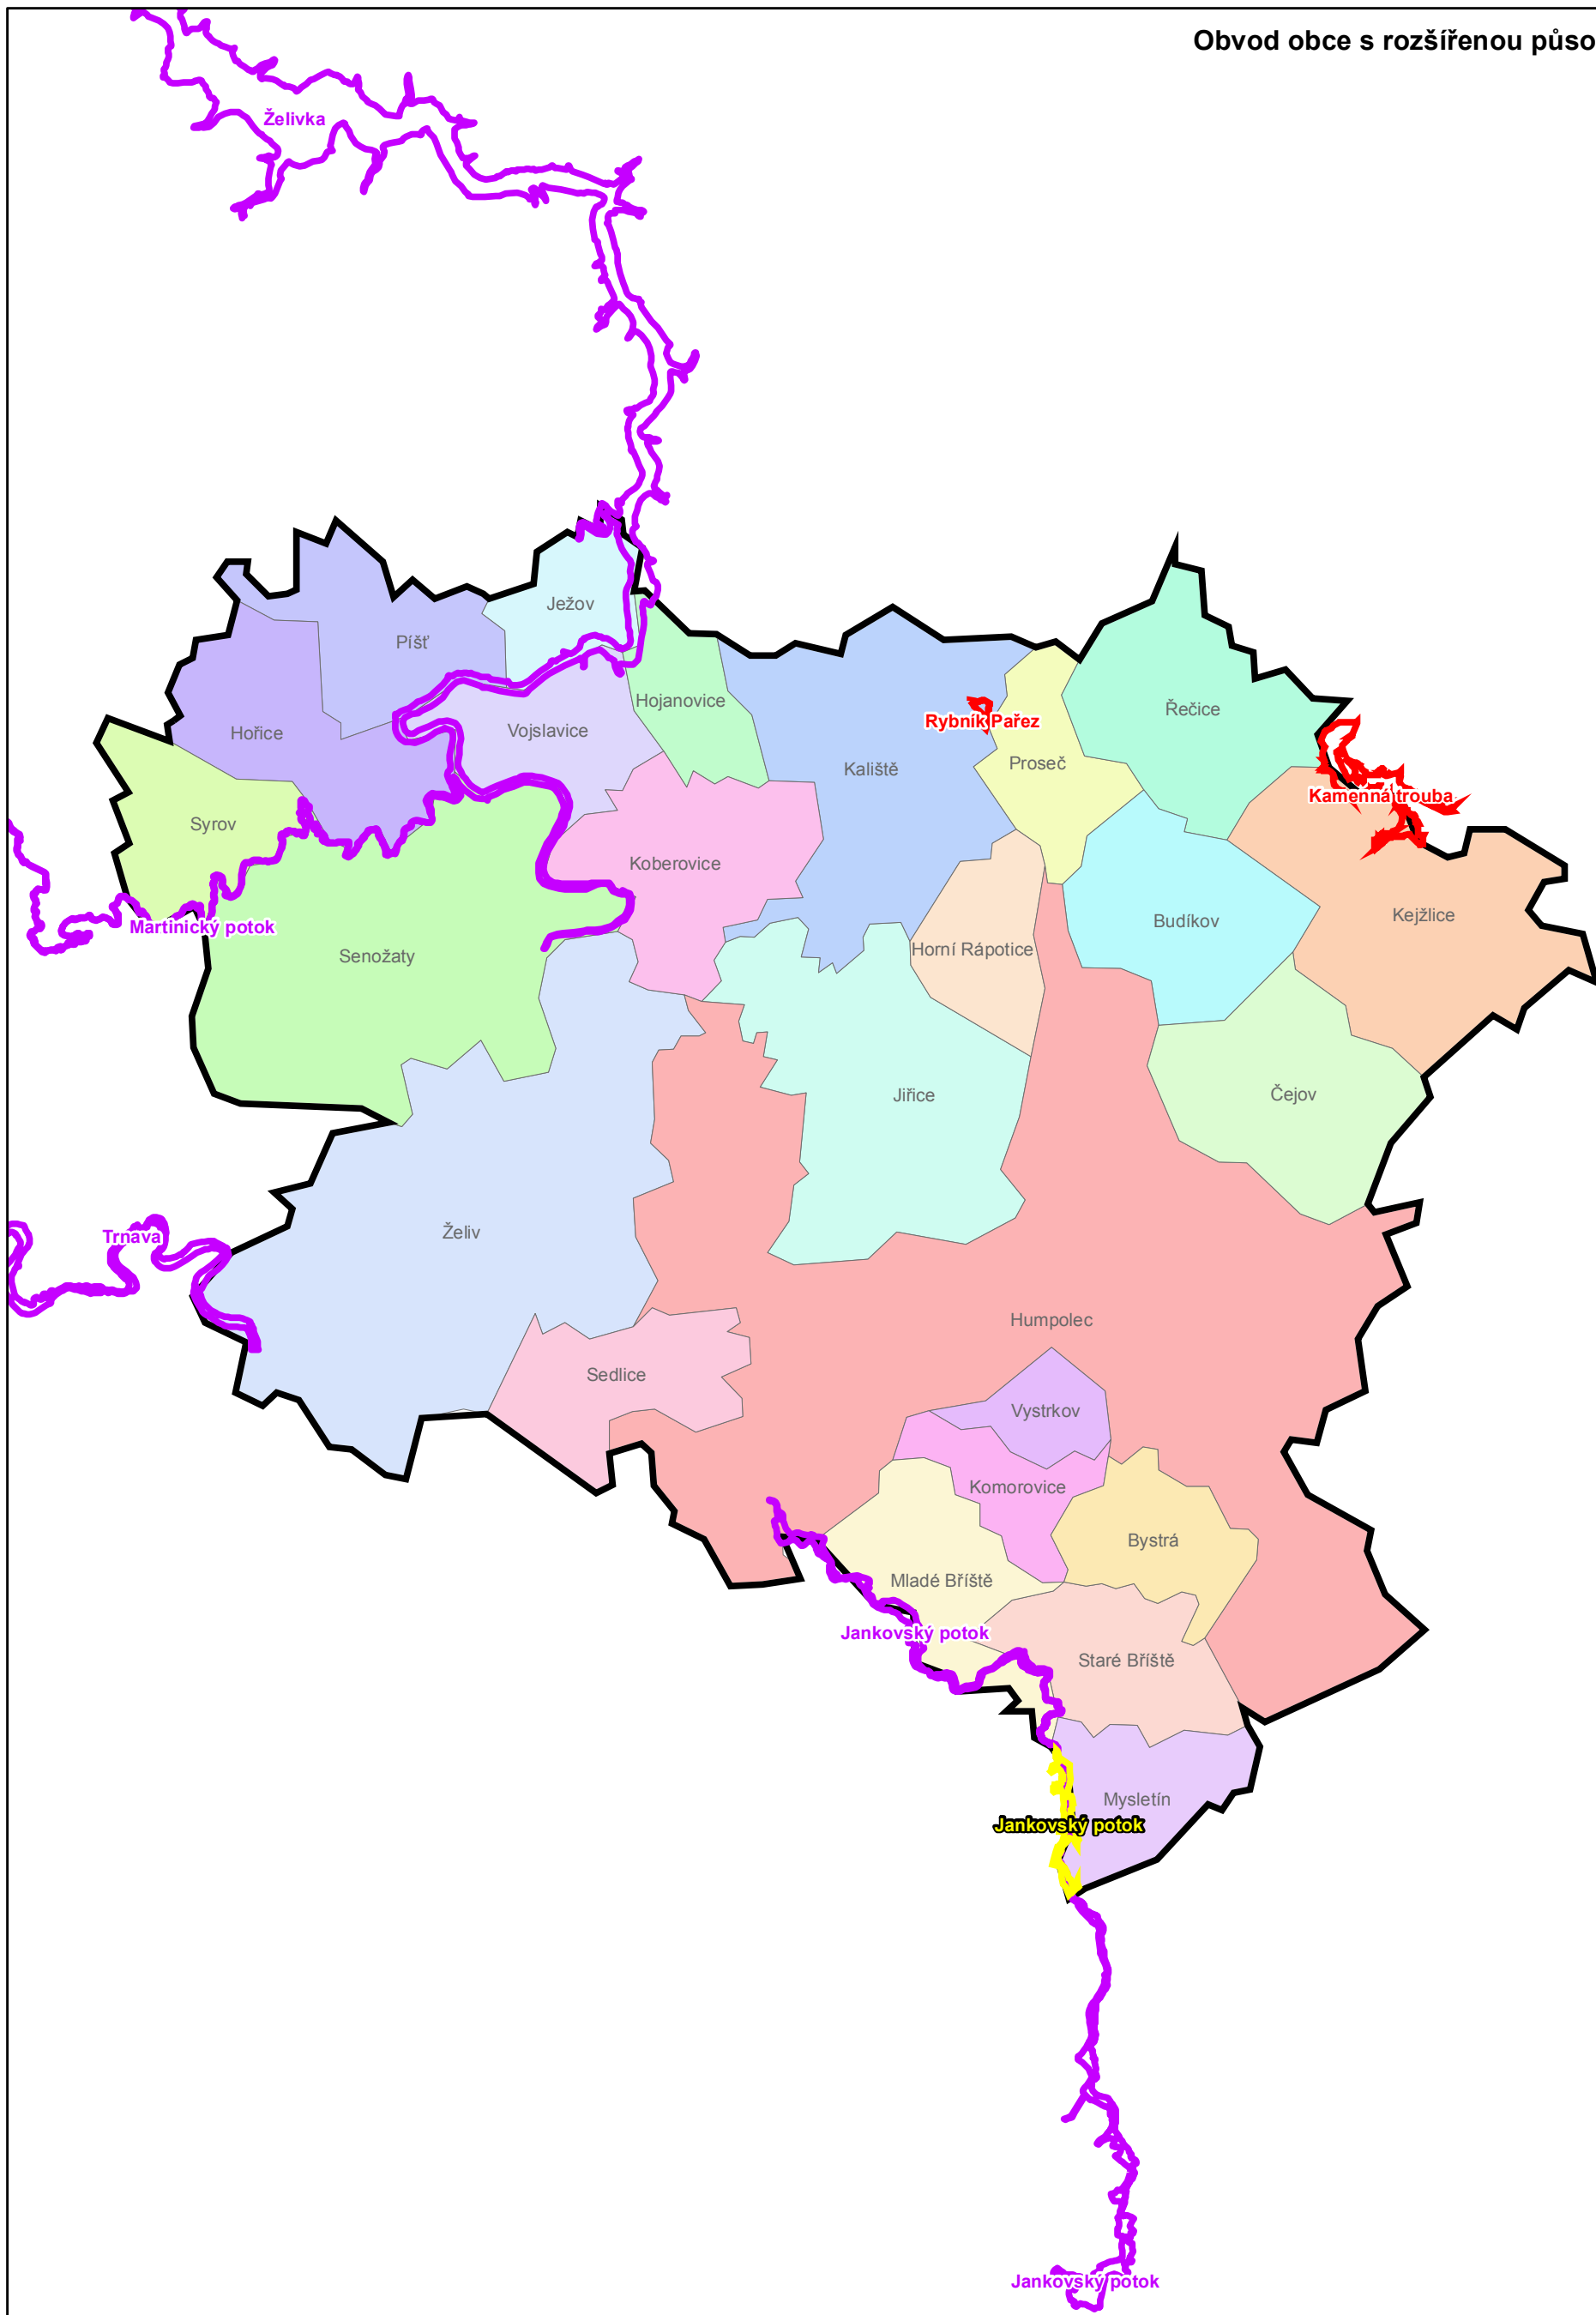 Obvod obce s rozšířenou půso
Želivka
Ježov
Píšť
Hojanovice
Řečice
Rybník Pařez
Vojslavice
Hořice
Proseč
Kaliště
Kamenná trouba
Syrov
Koberovice
Kejžlice
Budíkov
Martinický potok
Horní Rápotice
Senožaty
Čejov
Jiřice
Želiv
Trnava
Humpolec
Sedlice
Vystrkov
Komorovice
Bystrá
Mladé Bříště
Jankovský potok
Staré Bříště
Mysletín
Jankovský potok
Jankovský potok